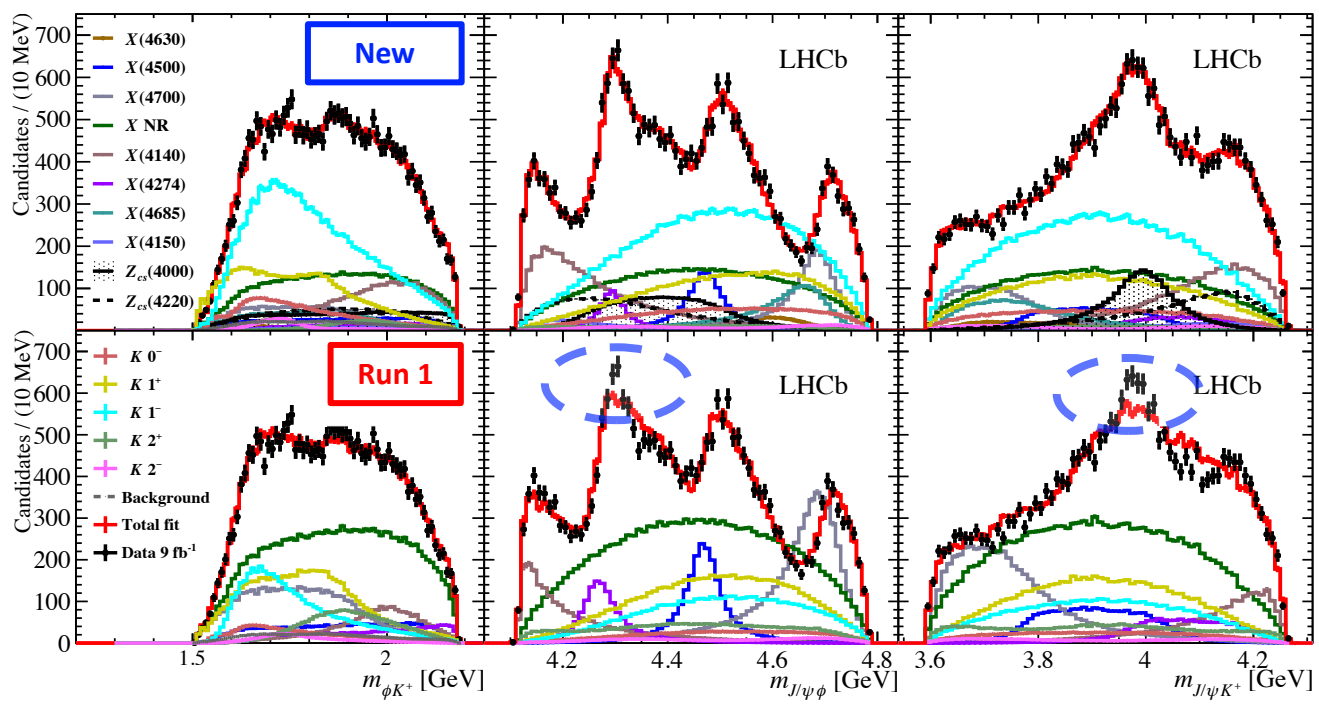 Candidates / (10 MeV)
700
600
500
400
300
200
100
X(4630)
X(4500)
X(4700)
X NR
X(4140)
X(4274)
X(4685)
X(4150)
Zcs(4000)
Zcs(4220)
New
LHCb
LHCb
Candidates / (10 MeV)
700
600
500
400
300
200
100
0
K 0⁻
K 1⁺
K 1⁻
K 2⁺
K 2⁻
Background
Total fit
Data 9 fb⁻¹
Run 1
LHCb
LHCb
1.5 2
mϕK⁺ [GeV]
4.2 4.4 4.6 4.8
mJ/ψϕ [GeV]
3.6 3.8 4 4.2
mJ/ψK⁺ [GeV]